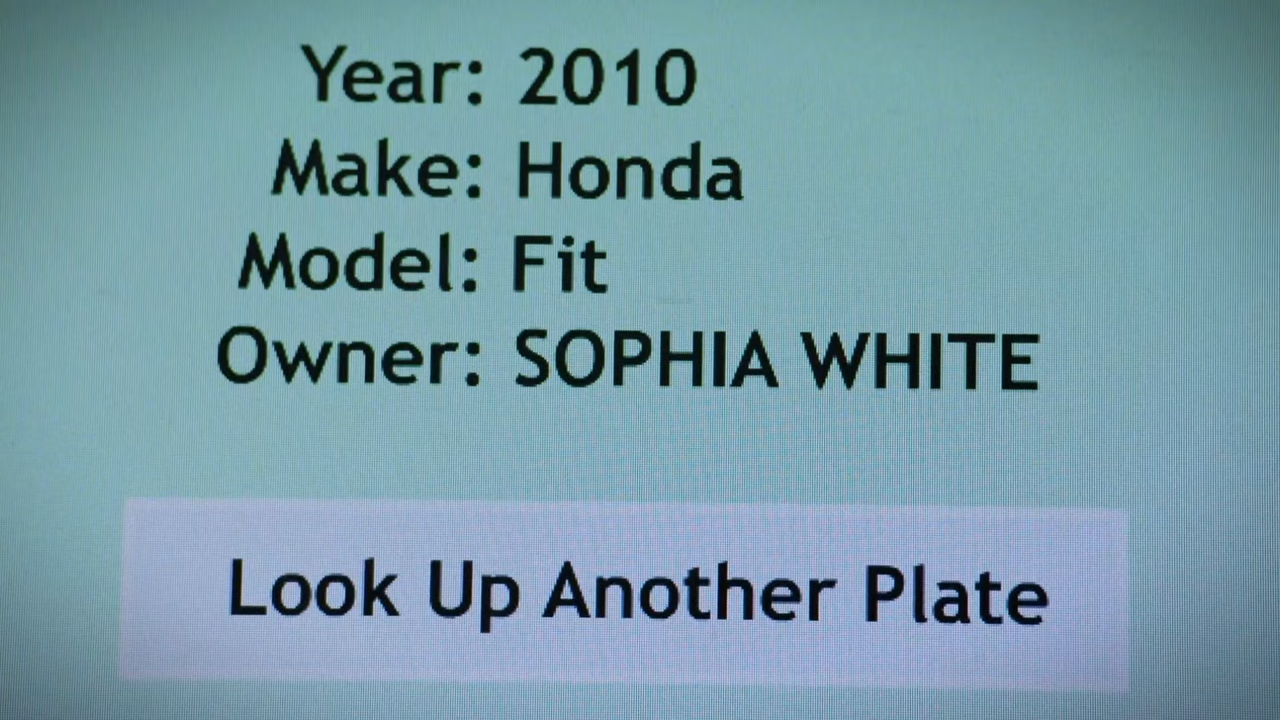 Year: 2010
Make: Honda
Model: Fit
Owner: SOPHIA WHITE
Look Up Another Plate